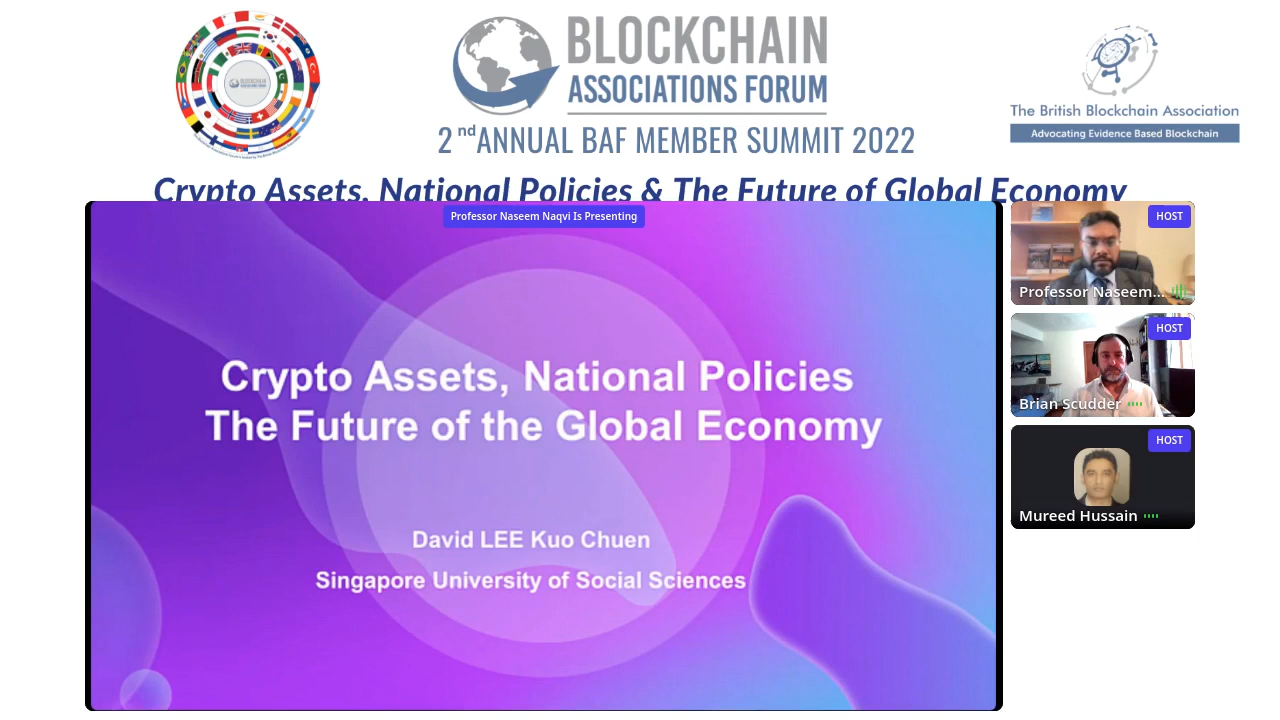 BLOCKCHAIN
ASSOCIATIONS FORUM
2nd ANNUAL BAF MEMBER SUMMIT 2022
The British Blockchain Association
Advocating Evidence Based Blockchain
Crypto Assets, National Policies & The Future of Global Economy
Professor Naseem Naqvi Is Presenting
Crypto Assets, National Policies
The Future of the Global Economy
David LEE Kuo Chuen
Singapore University of Social Sciences
HOST
Professor Naseem...
HOST
Brian Scudder
HOST
Mureed Hussain